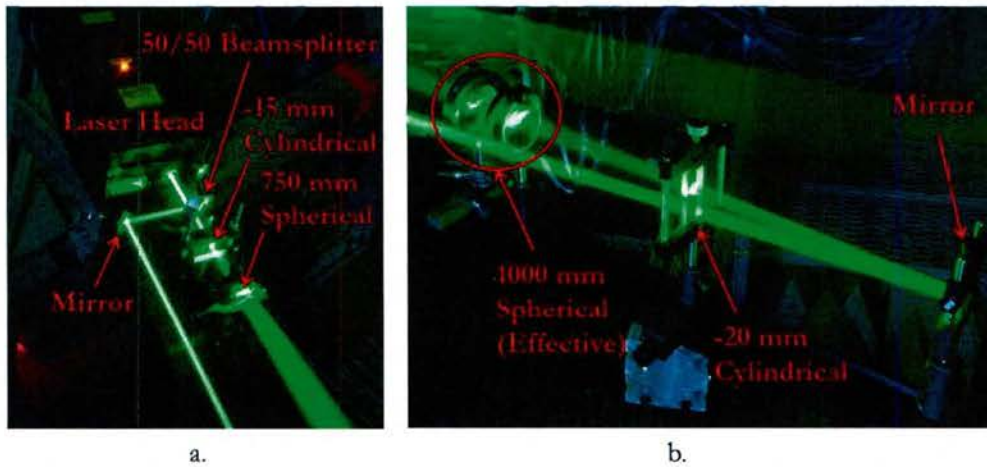 50/50 Beamsplitter
-15 mm
Cylindrical
Laser Head
750 mm
Spherical
Mirror
Mirror
4000 mm
Spherical
(Effective)
-20 mm
Cylindrical
a.
b.